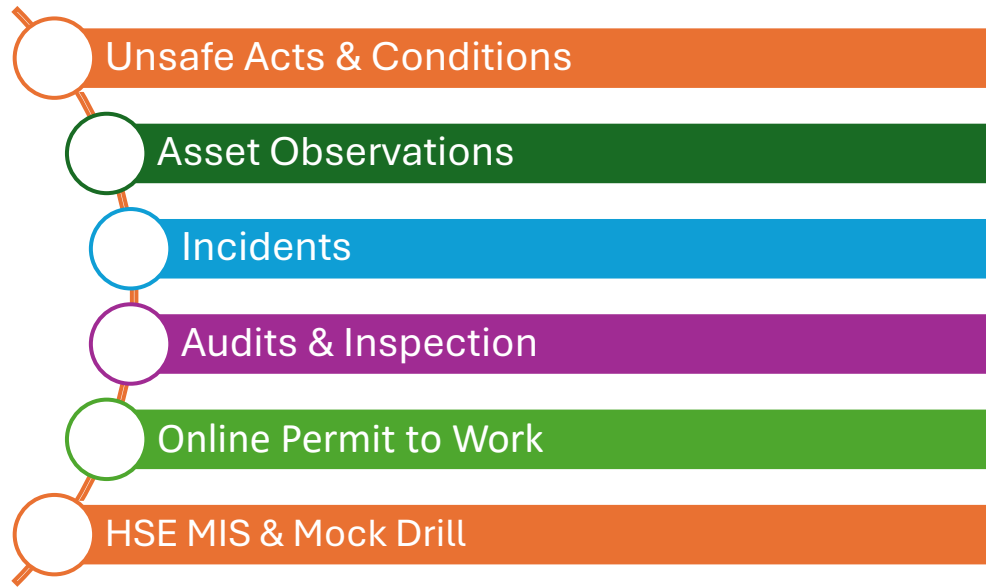 Unsafe Acts & Conditions
Asset Observations
Incidents
Audits & Inspection
Online Permit to Work
HSE MIS & Mock Drill